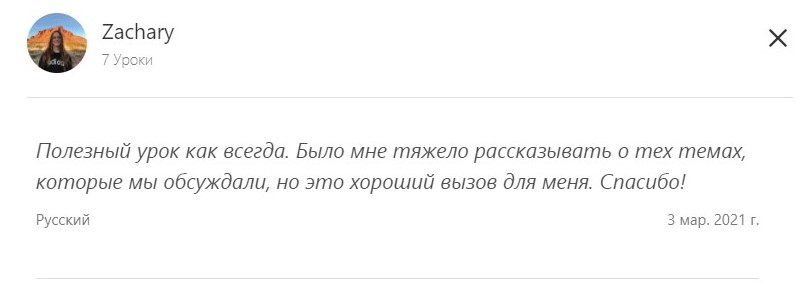 Zachary
7 Уроки
Полезный урок как всегда. Было мне тяжело рассказывать о тех темах,
которые мы обсуждали, но это хороший вызов для меня. Спасибо!
Русский
3 мар. 2021 г.